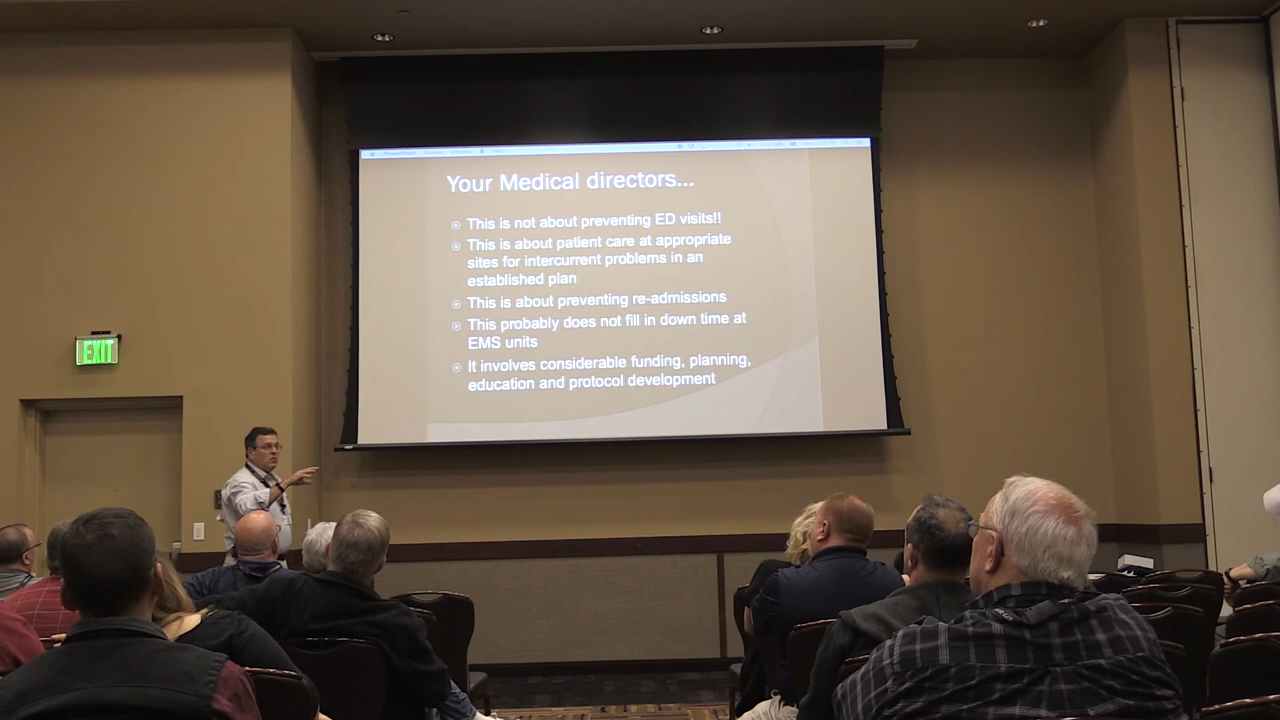 Your Medical directors...
This is not about preventing ED visits!!
This is about patient care at appropriate
sites for intercurrent problems in an
established plan
This is about preventing re-admissions
This probably does not fill in down time at
EMS units
It involves considerable funding, planning,
education and protocol development
EXIT